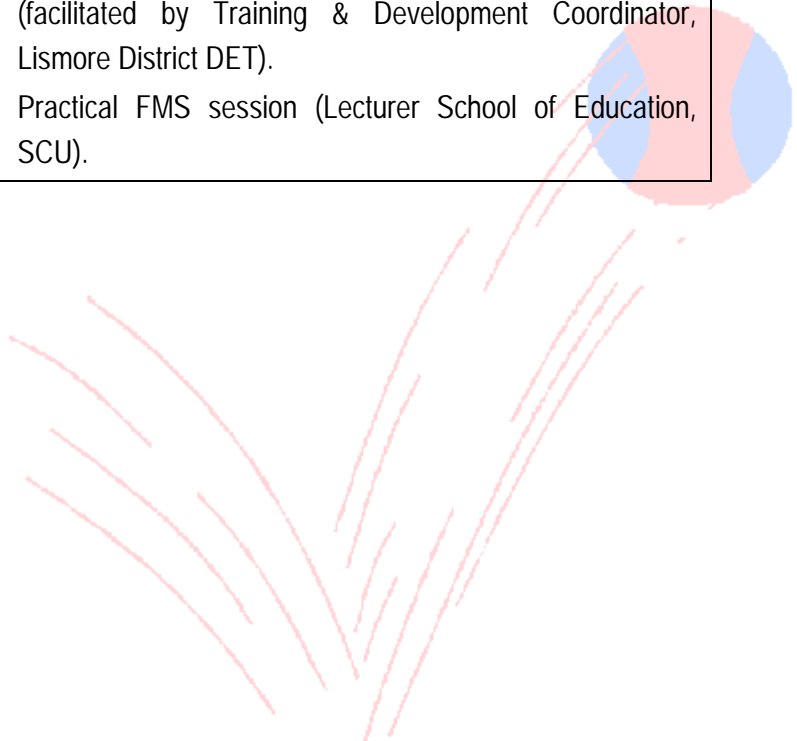 (facilitated by Training & Development Coordinator,
Lismore District DET).
Practical FMS session (Lecturer School of Education,
SCU).